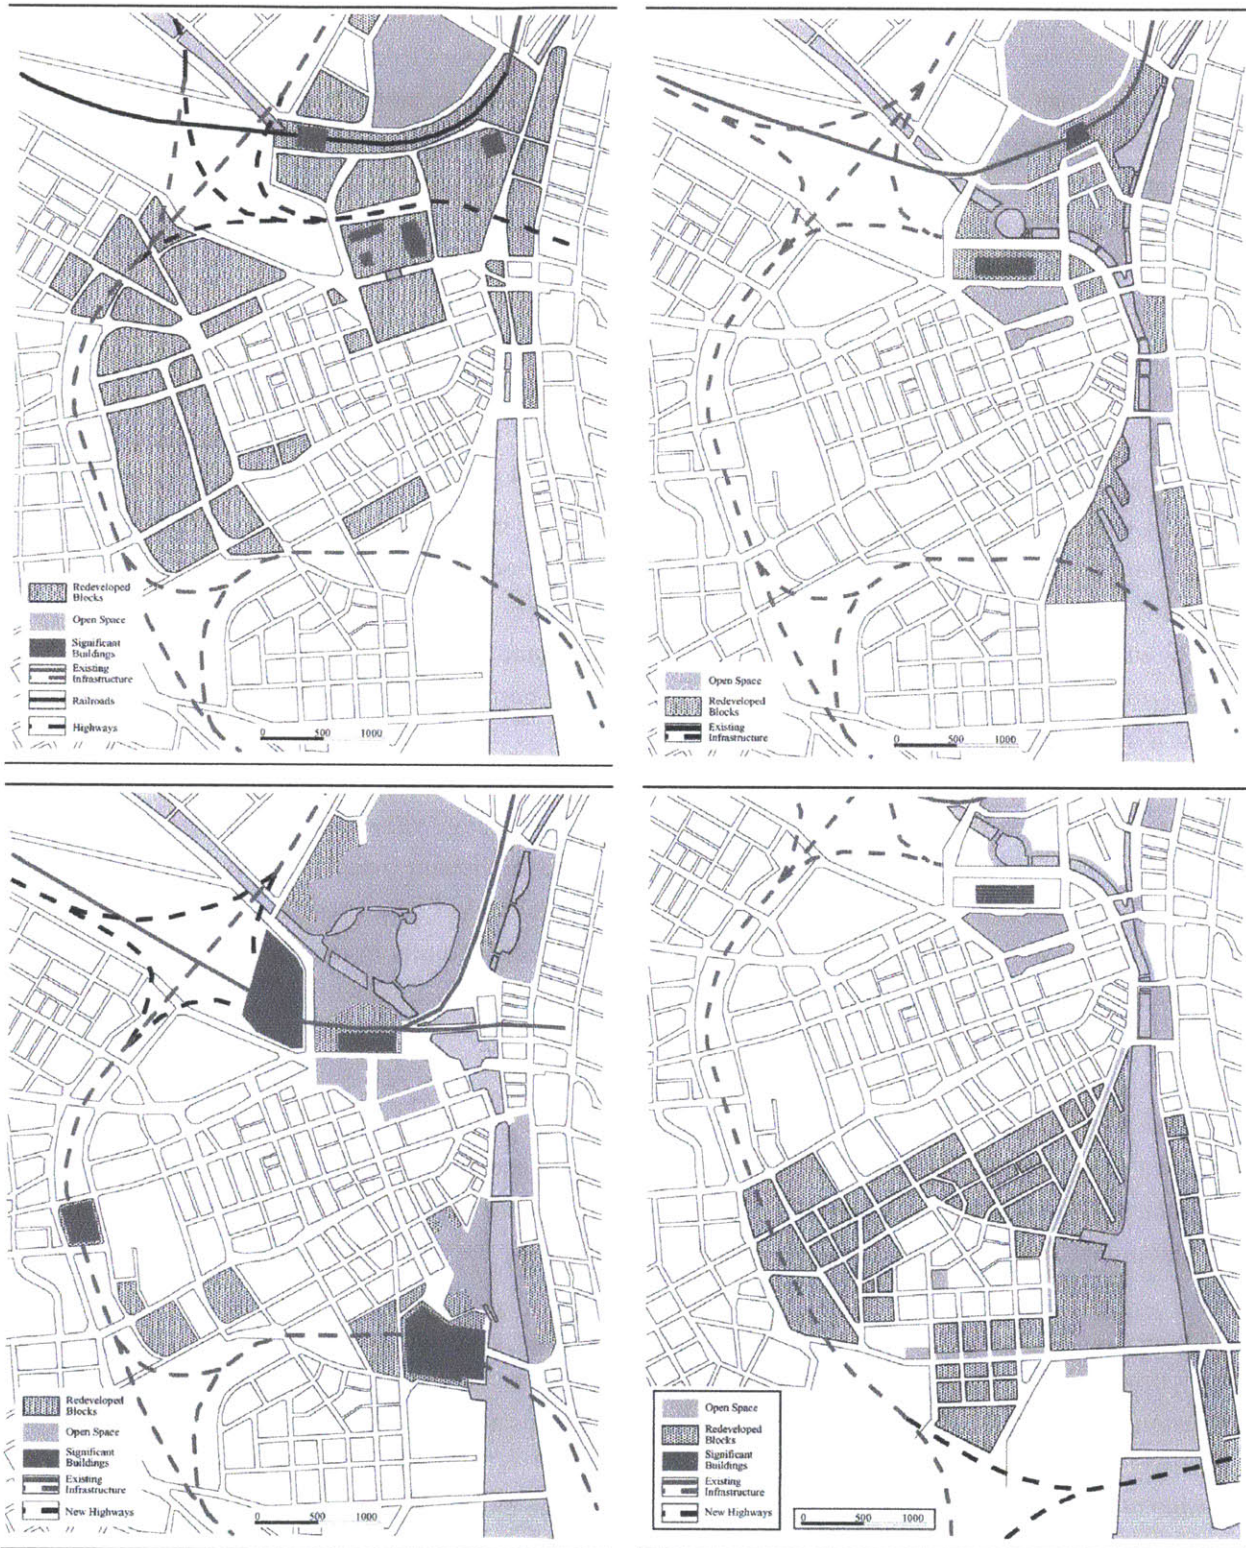 Redeveloped
Blocks
Open Space
Significant
Buildings
Existing
Infrastructure
Railroads
Highways
0 500 1000
Open Space
Redeveloped
Blocks
Existing
Infrastructure
0 500 1000
Redeveloped
Blocks
Open Space
Significant
Buildings
Existing
Infrastructure
New Highways
0 500 1000
Open Space
Redeveloped
Blocks
Significant
Buildings
Existing
Infrastructure
New Highways
0 500 1000